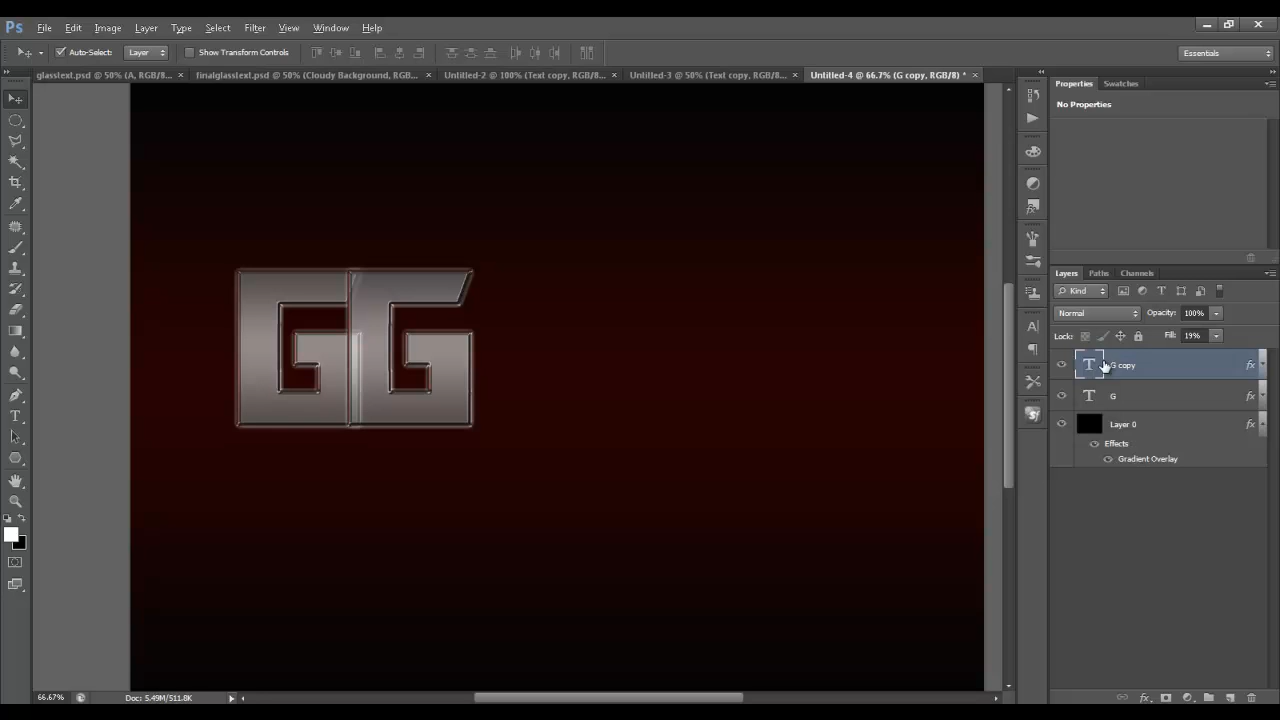 Ps File Edit Image Layer Type Select Filter View Window Help
Auto-Select: Layer Show Transform Controls Essentials
glasstext.psd @ 50% (A, RGB/8... × finalglasstext.psd @ 50% (Cloudy Background, RGB... × Untitled-2 @ 100% (Text copy, RGB/8... × Untitled-3 @ 50% (Text copy, RGB/8... × Untitled-4 @ 66.7% (G copy, RGB/8) * ×
Properties Swatches
No Properties
GG
Layers Paths Channels
Kind
Normal Opacity: 100%
Lock: Fill: 19%
G copy fx
G fx
Layer 0 fx
Effects
Gradient Overlay
66.67% Doc: 5.49M/511.8K